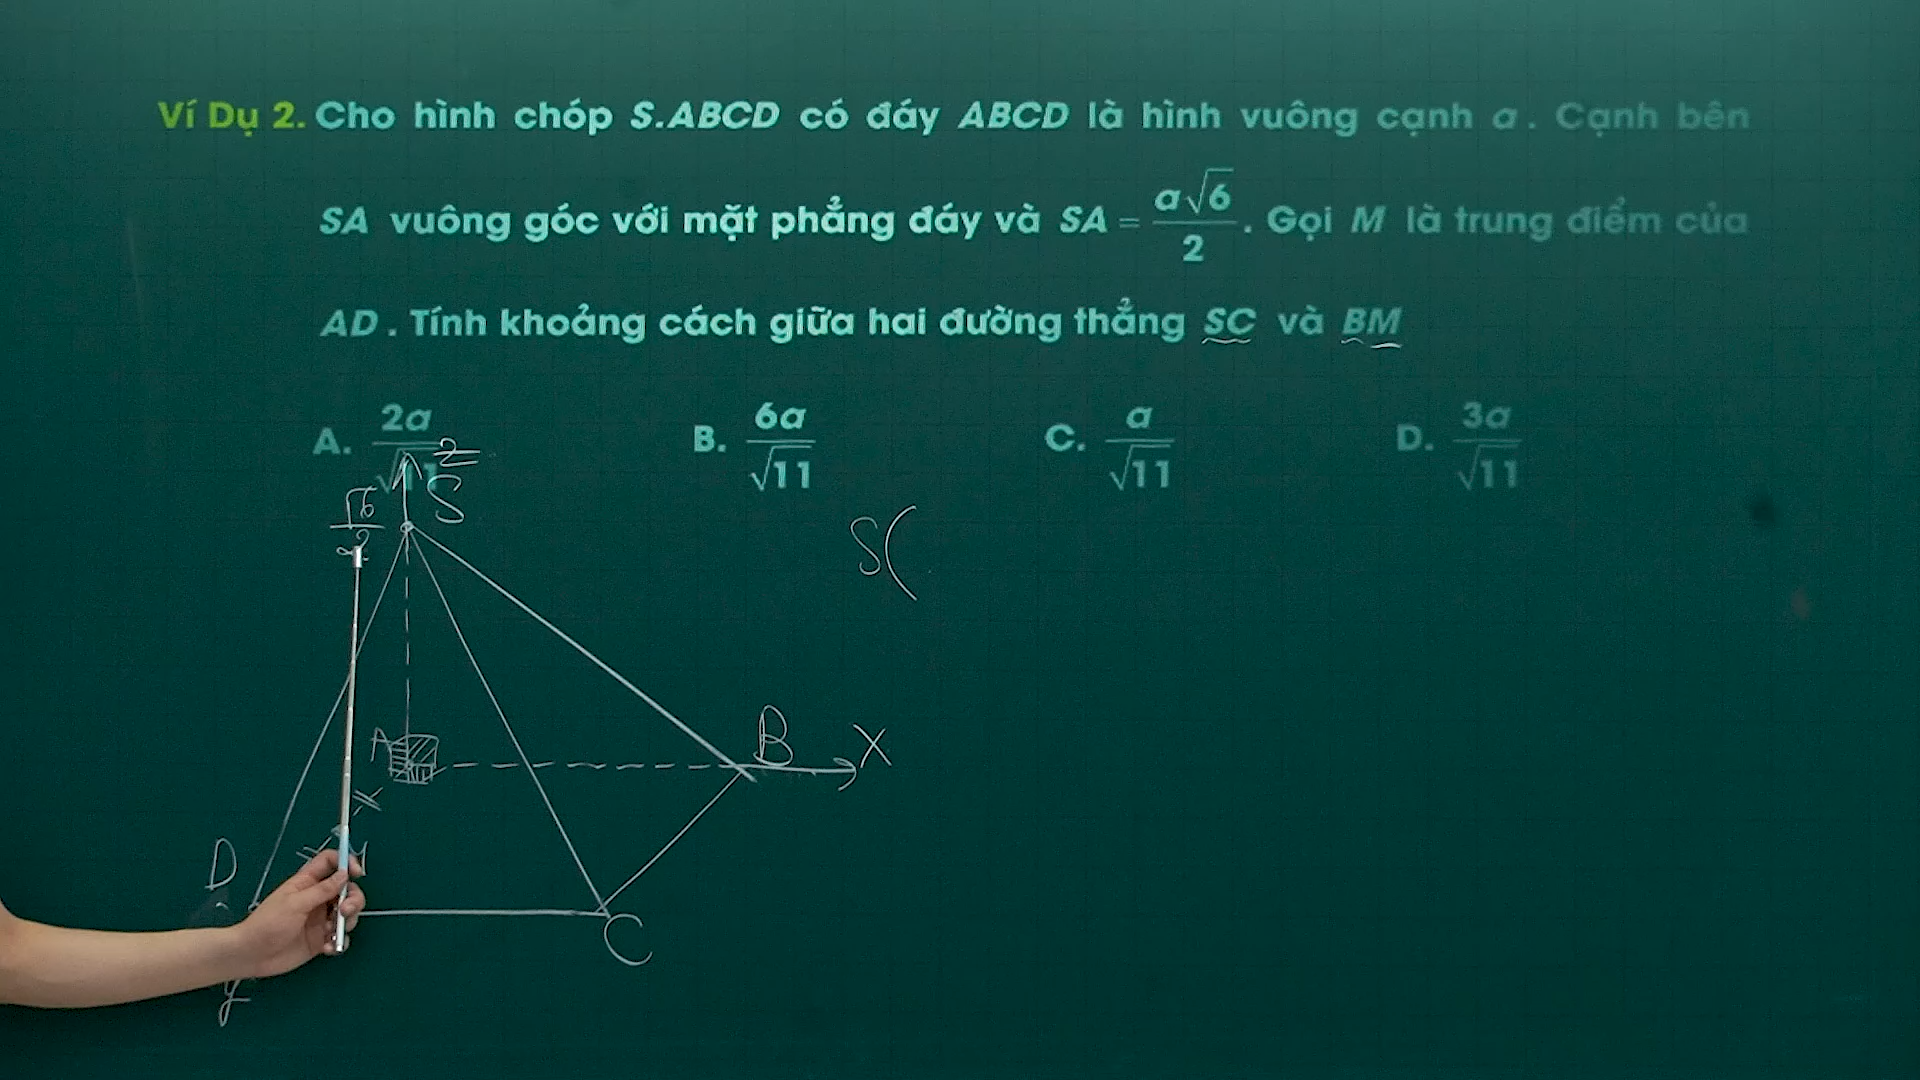 Ví Dụ 2. Cho hình chóp S.ABCD có đáy ABCD là hình vuông cạnh a. Cạnh bên
SA vuông góc với mặt phẳng đáy và SA = a√6/2. Gọi M là trung điểm của
AD. Tính khoảng cách giữa hai đường thẳng SC và BM
A. 2a/√11 B. 6a/√11 C. a/√11 D. 3a/√11
z
√6/2 S
S(
A B x
D
C
y